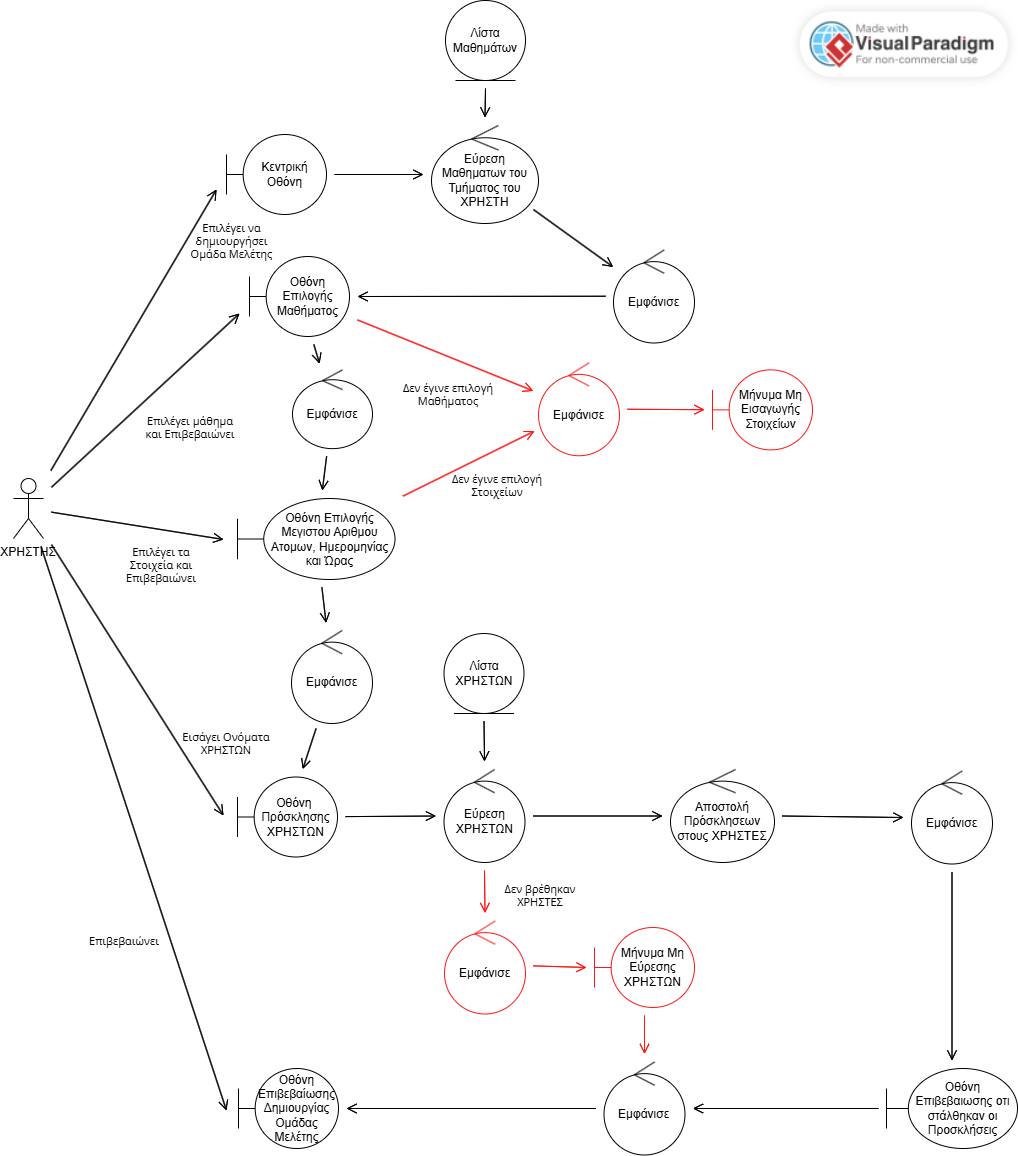 Λίστα
Μαθημάτων
Made with
Visual Paradigm
For non-commercial use
Κεντρική
Οθόνη
Εύρεση
Μαθηματων του
Τμήματος του
ΧΡΗΣΤΗ
Επιλέγει να
δημιουργήσει
Ομάδα Μελέτης
Οθόνη
Επιλογής
Μαθήματος
Εμφάνισε
Επιλέγει μάθημα
και Επιβεβαιώνει
Εμφάνισε
Δεν έγινε επιλογή
Μαθήματος
Εμφάνισε
Μήνυμα Μη
Εισαγωγής
Στοιχείων
Δεν έγινε επιλογή
Στοιχείων
ΧΡΗΣΤΗΣ
Επιλέγει τα
Στοιχεία και
Επιβεβαιώνει
Οθόνη Επιλογής
Μεγιστου Αριθμου
Ατομων, Ημερομηνίας
και Ώρας
Εμφάνισε
Λίστα
ΧΡΗΣΤΩΝ
Εισάγει Ονόματα
ΧΡΗΣΤΩΝ
Οθόνη
Πρόσκλησης
ΧΡΗΣΤΩΝ
Εύρεση
ΧΡΗΣΤΩΝ
Αποστολή
Πρόσκλησεων
στους ΧΡΗΣΤΕΣ
Εμφάνισε
Δεν βρέθηκαν
ΧΡΗΣΤΕΣ
Επιβεβαιώνει
Εμφάνισε
Μήνυμα Μη
Εύρεσης
ΧΡΗΣΤΩΝ
Οθόνη
Επιβεβαίωσης
Δημιουργίας
Ομάδας
Μελέτης
Εμφάνισε
Οθόνη
Επιβεβαιωσης οτι
στάλθηκαν οι
Προσκλήσεις